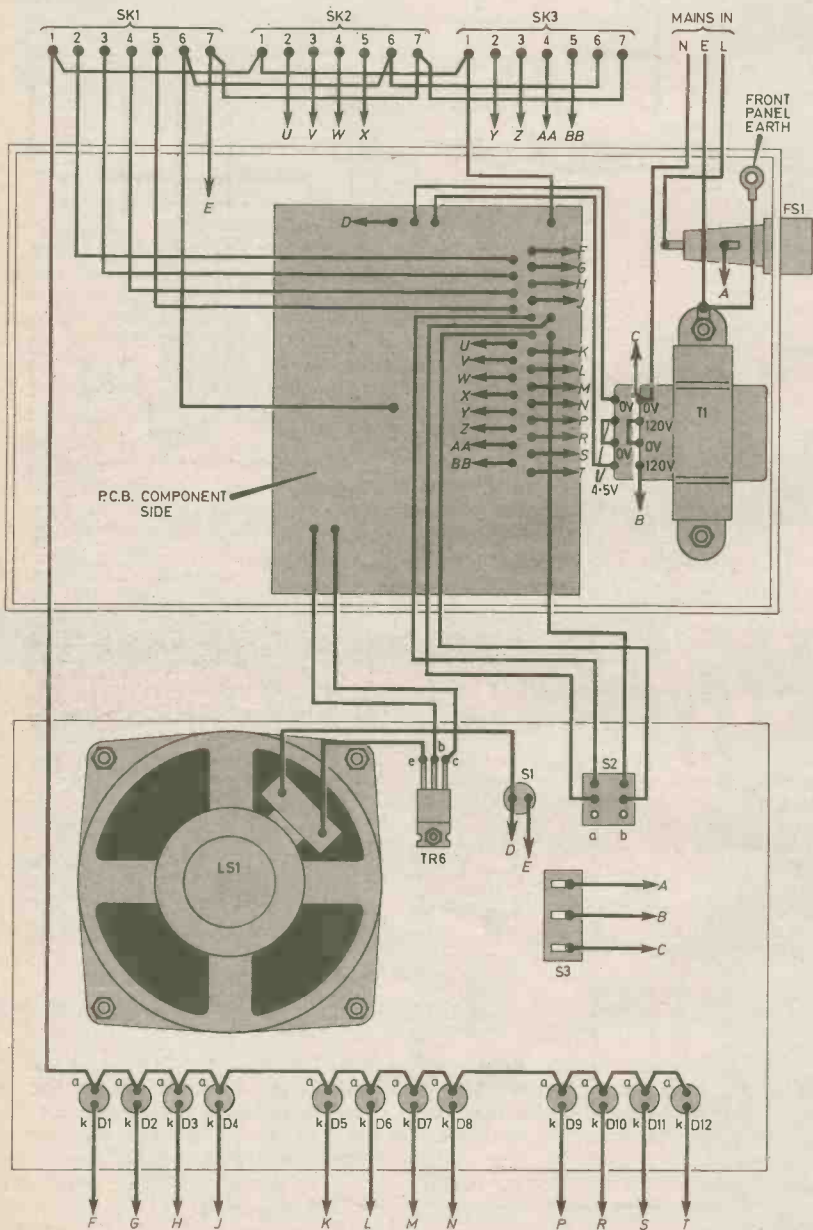 SK1 SK2 SK3 MAINS IN
1 2 3 4 5 6 7 1 2 3 4 5 6 7 1 2 3 4 5 6 7 N E L
U V W X Y Z AA BB
FRONT
PANEL
EARTH
E
FS1
D
F
G
H
J
A
C
U
V
W
X
Y
Z
AA
BB
K
L
M
N
P
R
S
T
0V 0V
120V
0V 0V
120V
4·5V
T1
B
P.C.B. COMPONENT
SIDE
LS1
e b c
TR6
S1
D E
S2
a b
A
B
C
S3
a a a a a a a a a a a a
k D1 k D2 k D3 k D4 k D5 k D6 k D7 k D8 k D9 k D10 k D11 k D12
F G H J K L M N P R S T